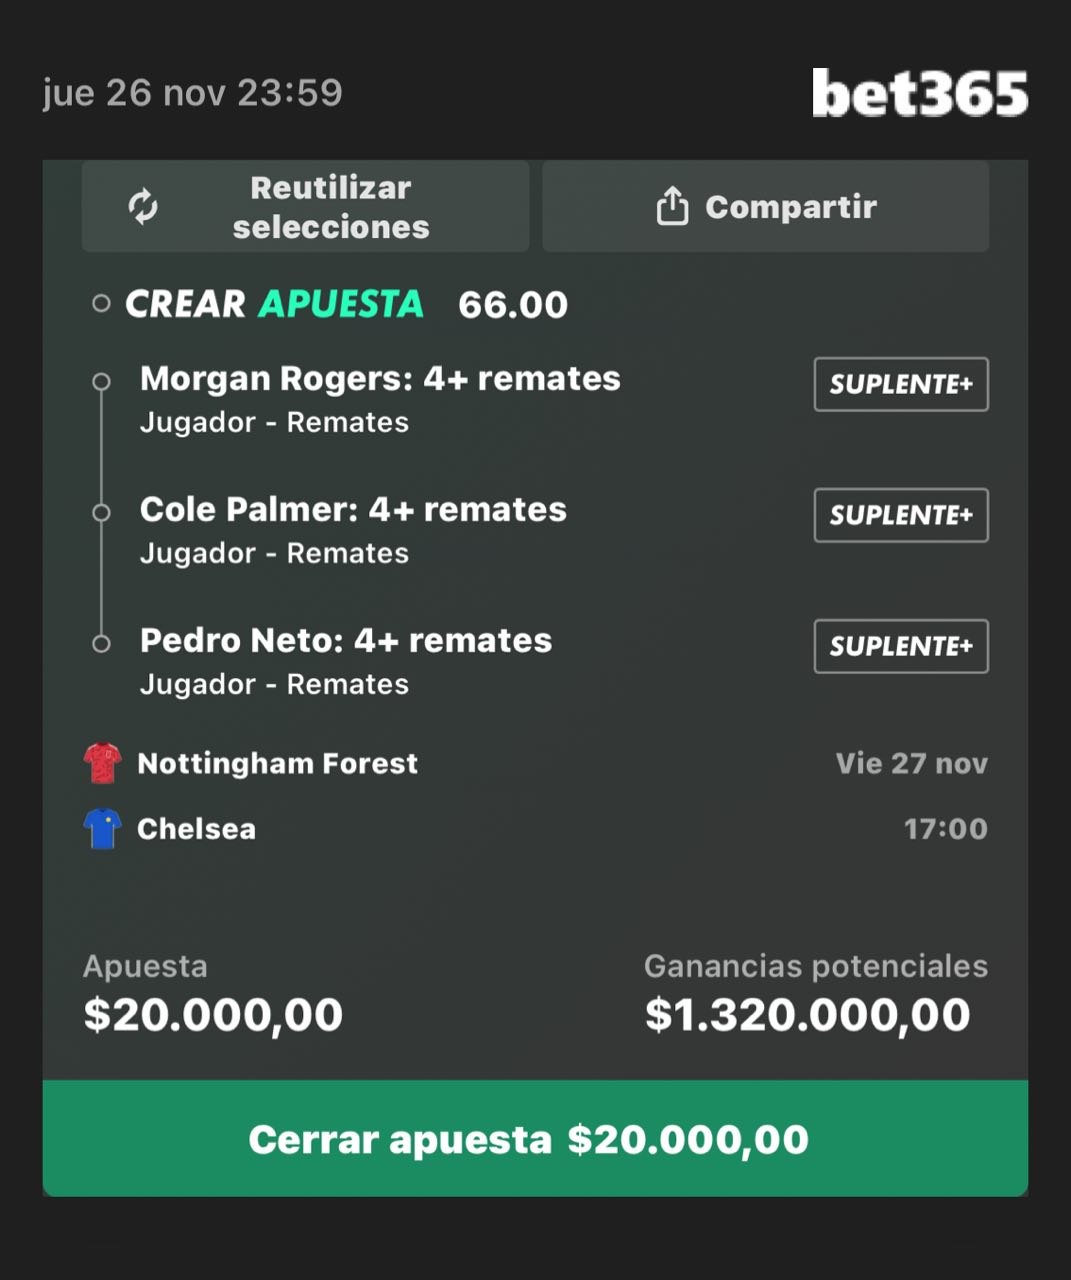 jue 26 nov 23:59
bet365
Reutilizar
selecciones
Compartir
CREAR APUESTA 66.00
Morgan Rogers: 4+ remates
SUPLENTE+
Jugador - Remates
Cole Palmer: 4+ remates
SUPLENTE+
Jugador - Remates
Pedro Neto: 4+ remates
SUPLENTE+
Jugador - Remates
Nottingham Forest
Vie 27 nov
Chelsea
17:00
Apuesta
Ganancias potenciales
$20.000,00
$1.320.000,00
Cerrar apuesta $20.000,00